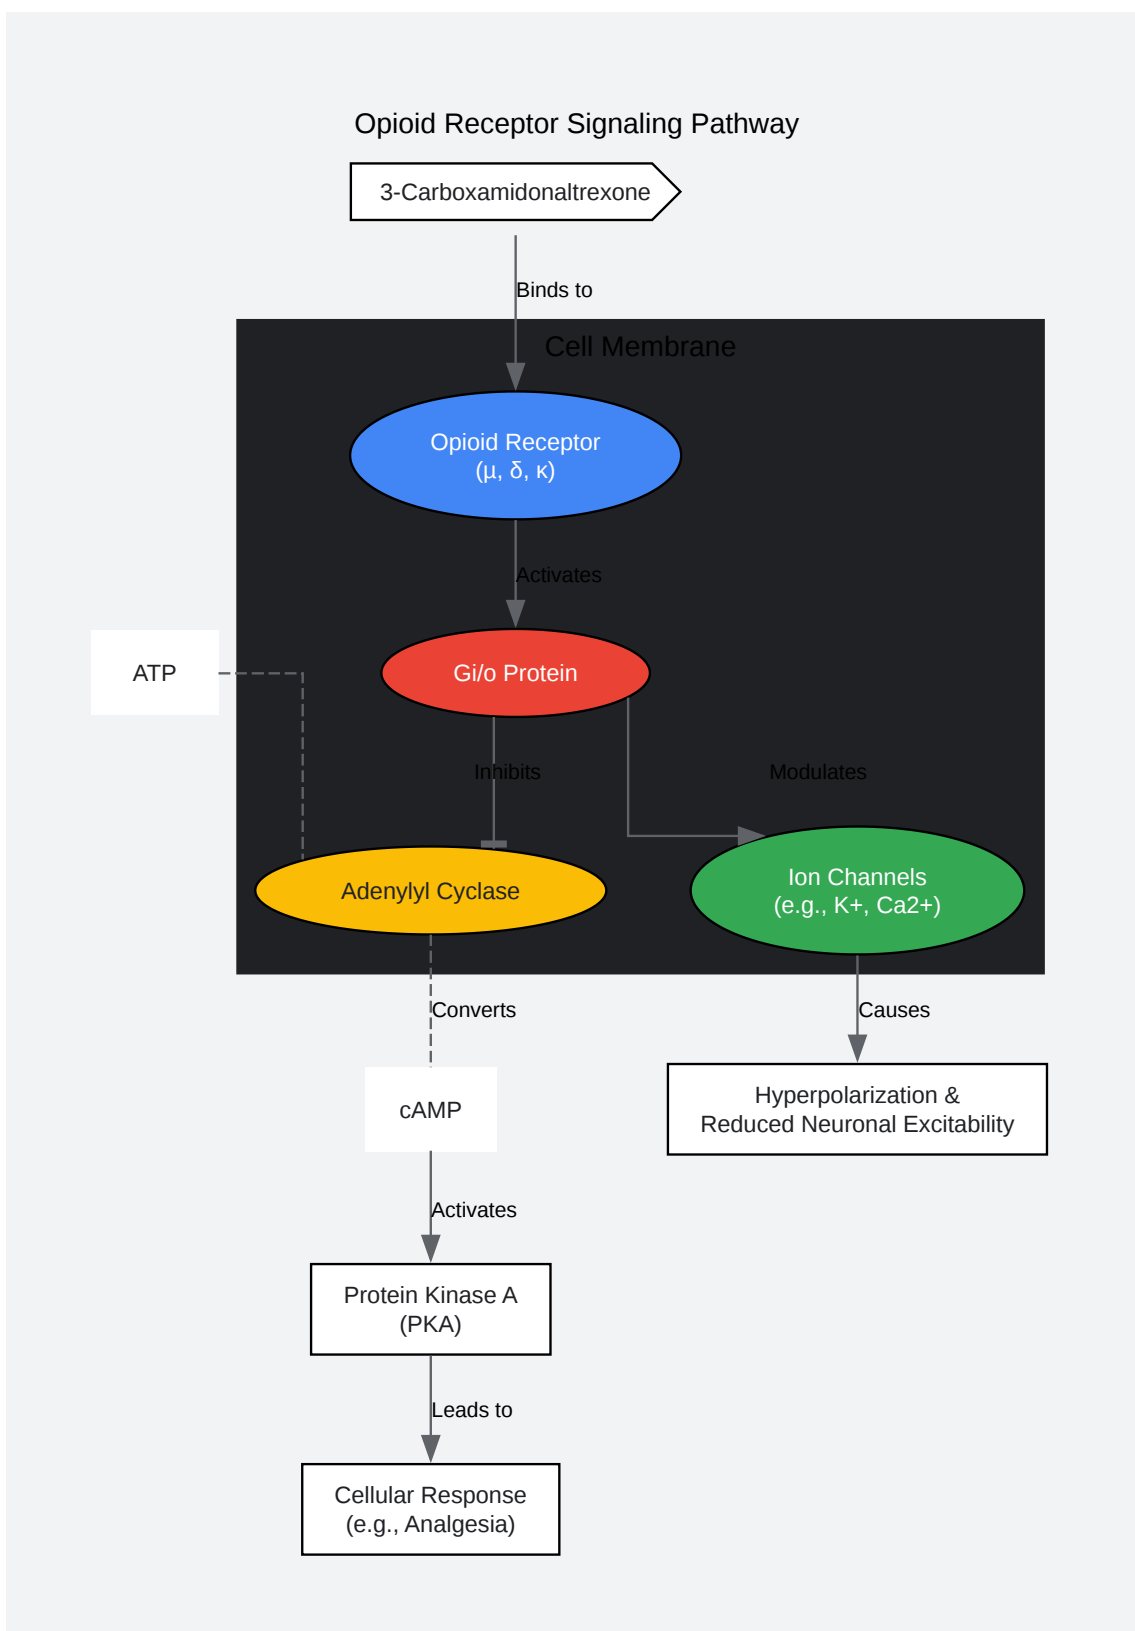 Opioid Receptor Signaling Pathway
3-Carboxamidonaltrexone
Binds to
Cell Membrane
Opioid Receptor
(μ, δ, κ)
Activates
ATP
Gi/o Protein
Inhibits
Modulates
Adenylyl Cyclase
Ion Channels
(e.g., K+, Ca2+)
Converts
Causes
cAMP
Hyperpolarization &
Reduced Neuronal Excitability
Activates
Protein Kinase A
(PKA)
Leads to
Cellular Response
(e.g., Analgesia)